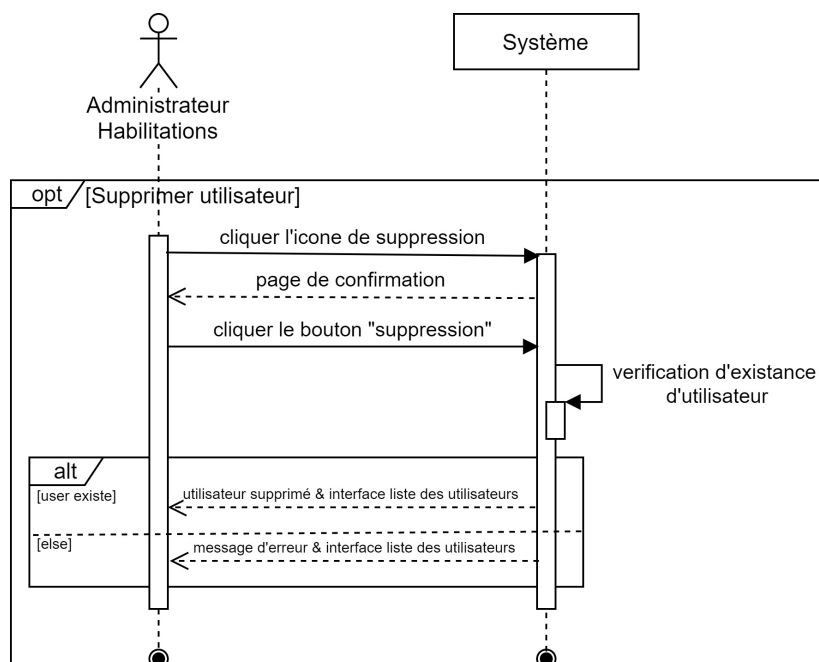 Système
Administrateur
Habilitations
opt [Supprimer utilisateur]
cliquer l'icone de suppression
page de confirmation
cliquer le bouton "suppression"
verification d'existance
d'utilisateur
alt
[user existe]
utilisateur supprimé & interface liste des utilisateurs
[else]
message d'erreur & interface liste des utilisateurs